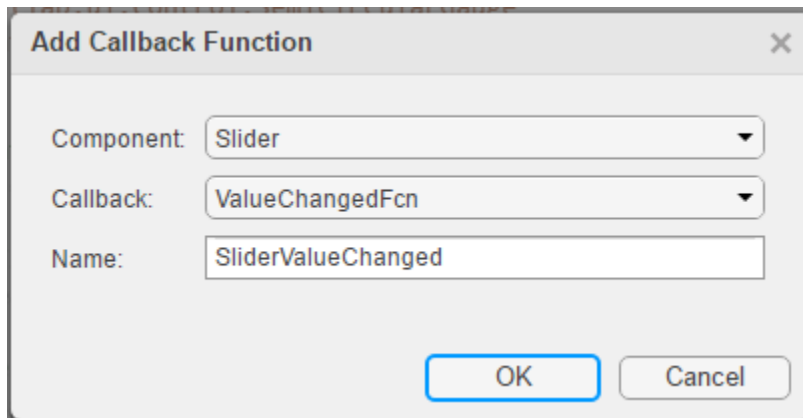 Add Callback Function
Component: Slider
Callback: ValueChangedFcn
Name: SliderValueChanged
OK Cancel